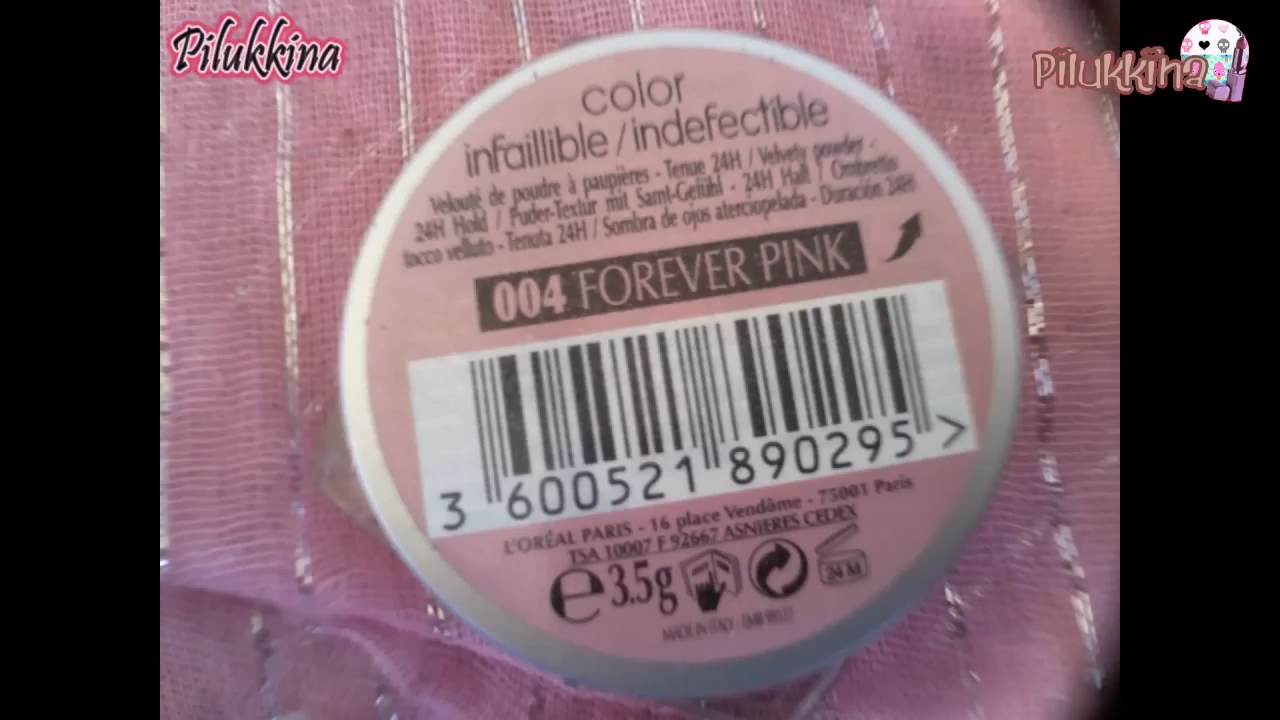 Pilukkina
Pilukkina
color
infaillible / indefectible
Velouté de poudre à paupières - Tenue 24H / Velvety powder -
24H Hold / Puder-Textur mit Samt-Gefühl - 24H Halt / Ombretto
tocco velluto - Tenuta 24H / Sombra de ojos aterciopelada - Duración 24H
004 FOREVER PINK
3 600521 890295 >
L'ORÉAL PARIS - 16 place Vendôme - 75001 Paris
TSA 10007 F 92667 ASNIERES CEDEX
e 3.5g 24 M
MADE IN ITALY - EMB